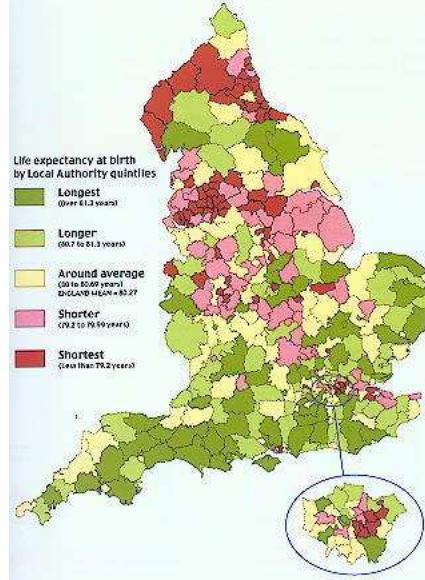 Life expectancy at birth
by Local Authority quintiles
Longest
(Over 81.3 years)
Longer
(80.7 to 81.3 years)
Around average
(80 to 80.69 years)
ENGLAND MEAN = 80.27
Shorter
(79.2 to 79.99 years)
Shortest
(Less than 79.2 years)